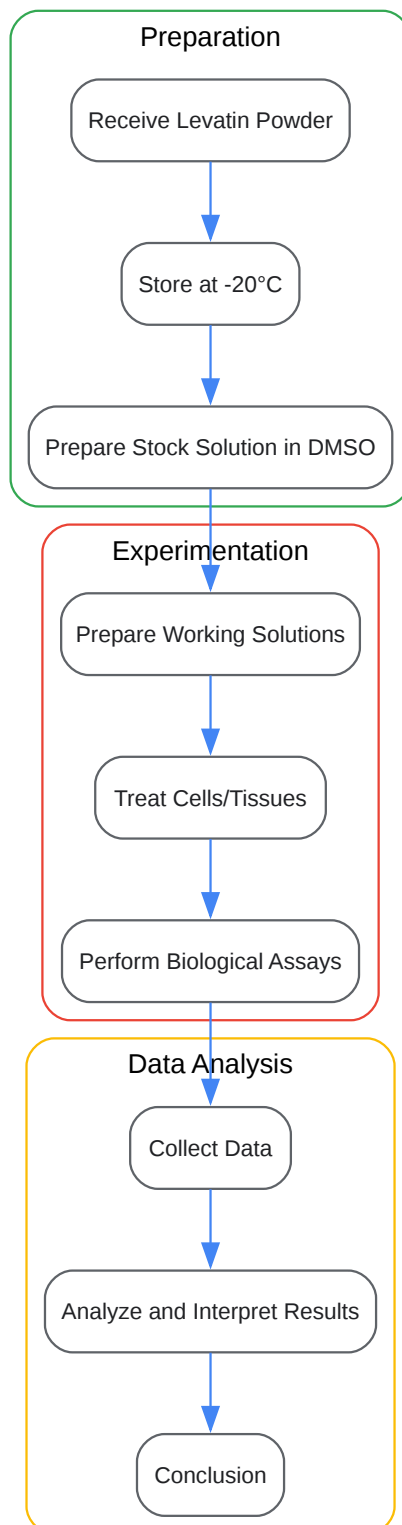 Preparation
Receive Levatin Powder
Store at -20°C
Prepare Stock Solution in DMSO
Experimentation
Prepare Working Solutions
Treat Cells/Tissues
Perform Biological Assays
Data Analysis
Collect Data
Analyze and Interpret Results
Conclusion